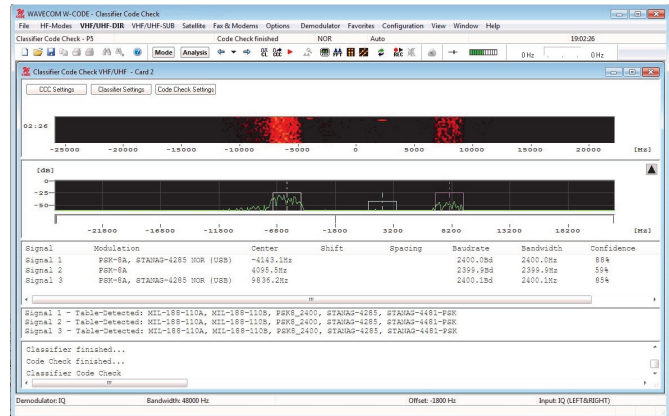 WAVECOM W-CODE - Classifier Code Check
File HF-Modes VHF/UHF-DIR VHF/UHF-SUB Satellite Fax & Modems Options Demodulator Favorites Configuration View Window Help
Classifier Code Check - P5 Code Check finished NOR Auto 19:02:26
Mode Analysis 0 Hz 0 Hz
Classifier Code Check VHF/UHF - Card 2
CCC Settings Classifier Settings Code Check Settings
02:26
-25000 -20000 -15000 -10000 -5000 0 5000 10000 15000 20000 [Hz]
[dB]
0
-25
-50
-21800 -16800 -11800 -6800 -1800 3200 8200 13200 18200 [Hz]
Signal Modulation Center Shift Spacing Baudrate Bandwidth Confidence
Signal 1 PSK-8A, STANAG-4285 NOR (USB) -4143.1Hz 2400.0Bd 2400.0Hz 88%
Signal 2 PSK-8A 4095.5Hz 2399.9Bd 2399.9Hz 59%
Signal 3 PSK-8A, STANAG-4285 NOR (USB) 9836.2Hz 2400.1Bd 2400.1Hz 85%
Signal 1 - Table-Detected: MIL-188-110A, MIL-188-110B, PSK8_2400, STANAG-4285, STANAG-4481-PSK
Signal 2 - Table-Detected: MIL-188-110A, MIL-188-110B, PSK8_2400, STANAG-4285, STANAG-4481-PSK
Signal 3 - Table-Detected: MIL-188-110A, MIL-188-110B, PSK8_2400, STANAG-4285, STANAG-4481-PSK
Classifier finished...
Code Check finished...
Classifier Code Check
Demodulator: IQ Bandwidth: 48000 Hz Offset: -1800 Hz Input: IQ (LEFT&RIGHT)